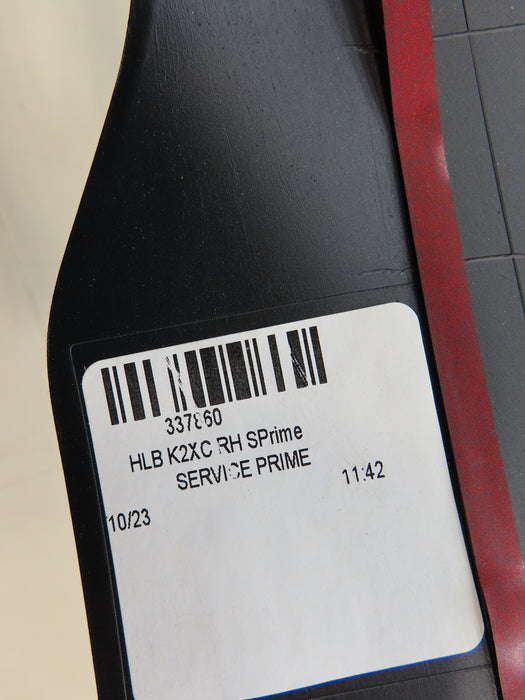 337860
HLB K2XC RH SPrime
SERVICE PRIME
10/23 11:42